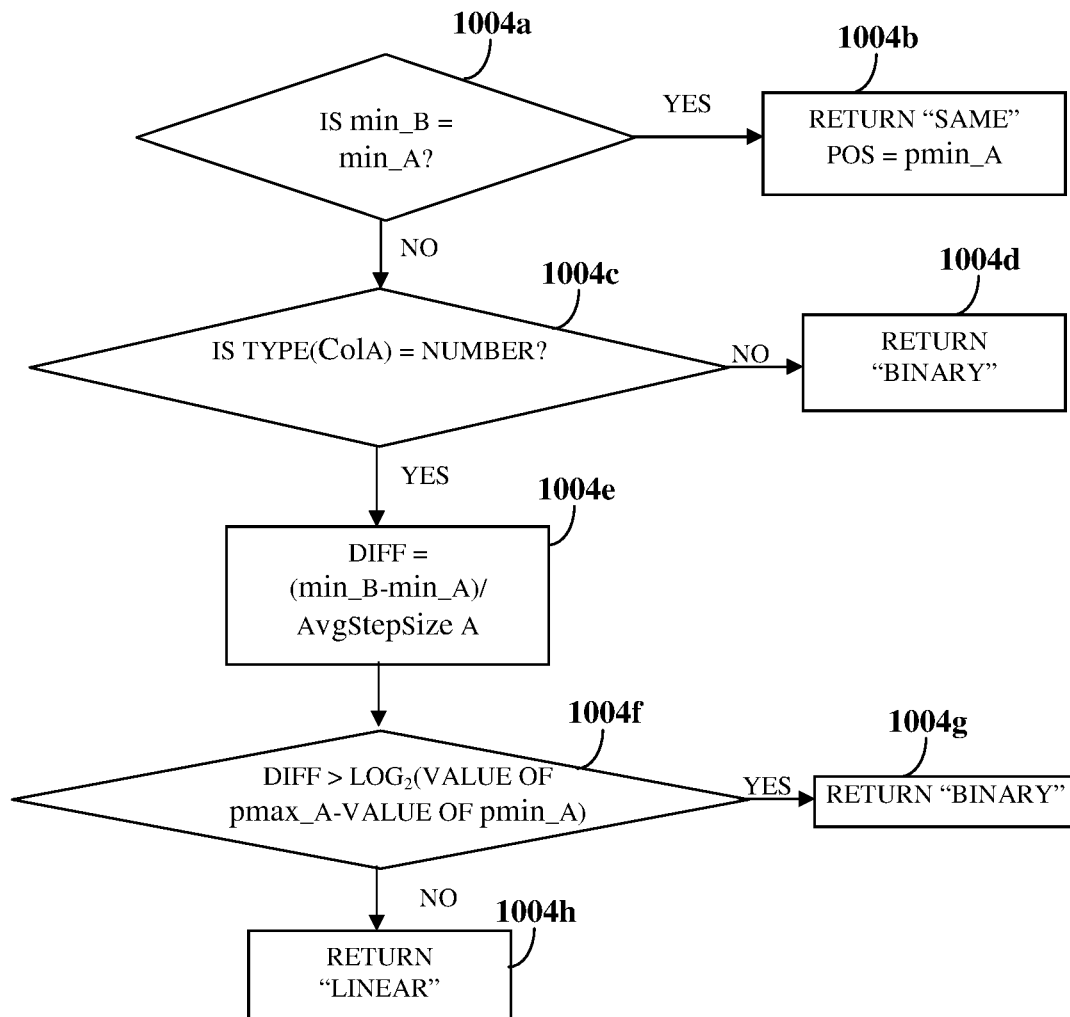 1004a
1004b
IS min_B =
min_A?
YES
RETURN “SAME”
POS = pmin_A
NO
1004c
1004d
IS TYPE(ColA) = NUMBER?
NO
RETURN
“BINARY”
YES
1004e
DIFF =
(min_B-min_A)/
AvgStepSize A
1004f
1004g
DIFF > LOG₂(VALUE OF
pmax_A-VALUE OF pmin_A)
YES
RETURN “BINARY”
NO
1004h
RETURN
“LINEAR”